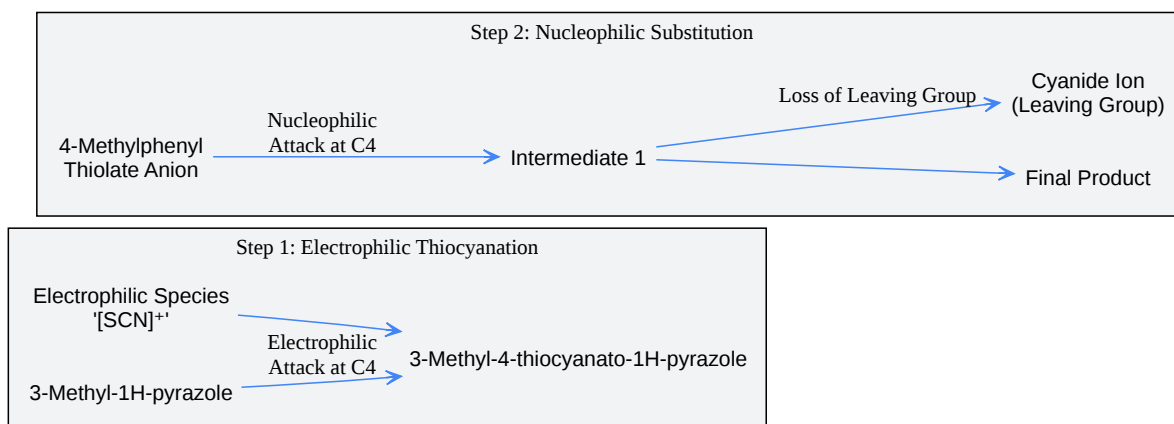 Step 2: Nucleophilic Substitution
4-Methylphenyl
Thiolate Anion
Nucleophilic
Attack at C4
Intermediate 1
Loss of Leaving Group
Cyanide Ion
(Leaving Group)
Final Product
Step 1: Electrophilic Thiocyanation
Electrophilic Species
'[SCN]⁺'
3-Methyl-1H-pyrazole
Electrophilic
Attack at C4
3-Methyl-4-thiocyanato-1H-pyrazole